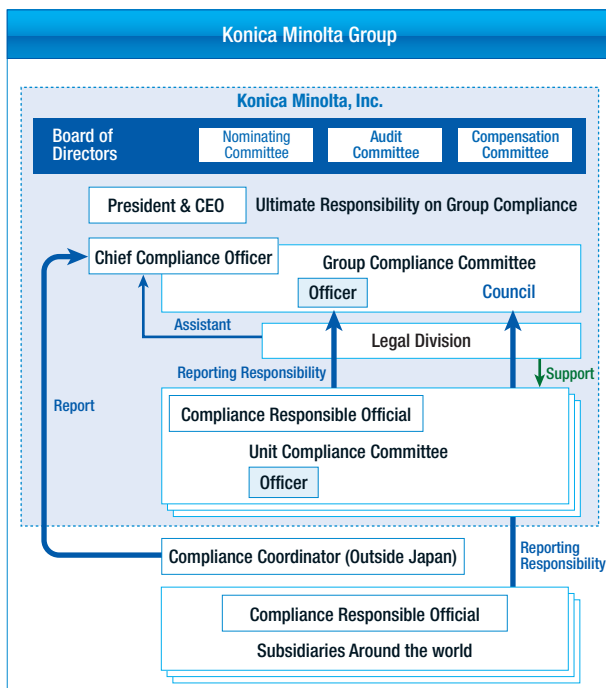 Konica Minolta Group
Konica Minolta, Inc.
Board of
Directors
Nominating
Committee
Audit
Committee
Compensation
Committee
President & CEO
Ultimate Responsibility on Group Compliance
Chief Compliance Officer
Group Compliance Committee
Officer
Council
Assistant
Legal Division
Reporting Responsibility
Support
Report
Compliance Responsible Official
Unit Compliance Committee
Officer
Compliance Coordinator (Outside Japan)
Reporting
Responsibility
Compliance Responsible Official
Subsidiaries Around the world